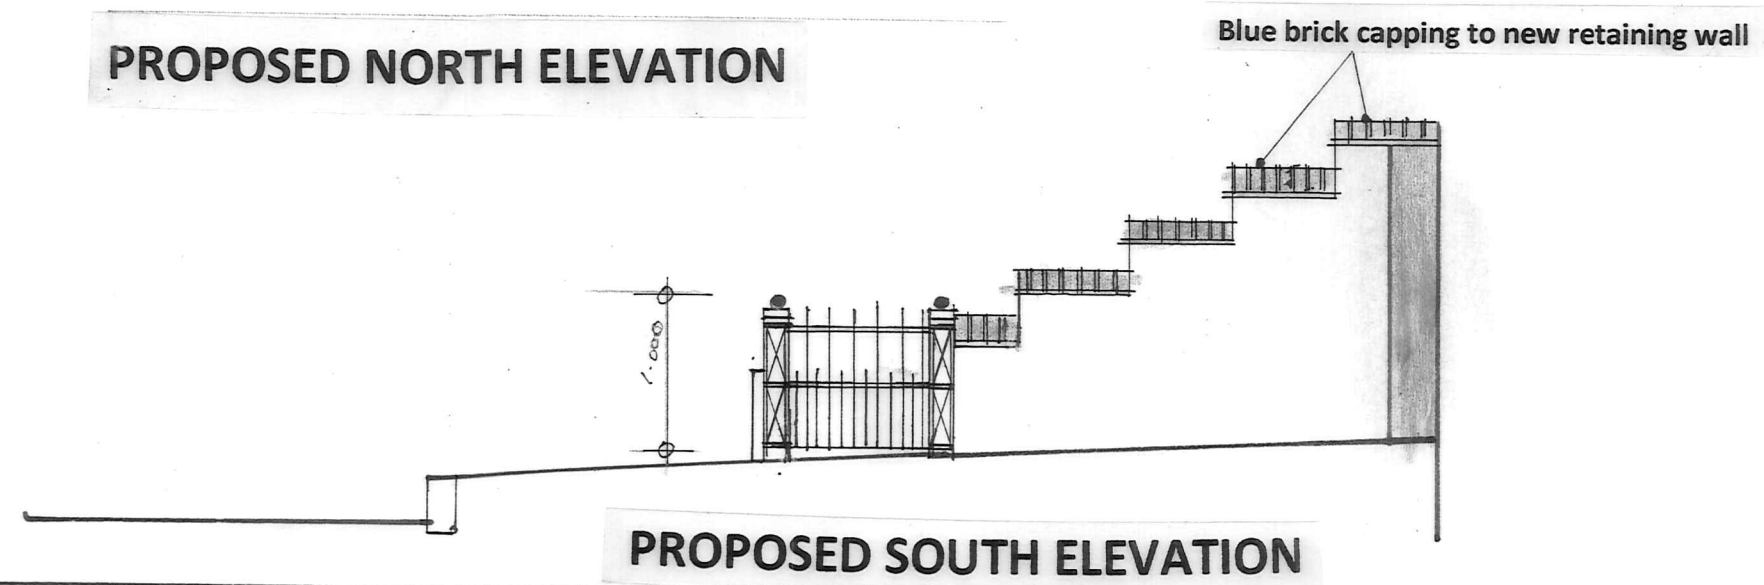 PROPOSED NORTH ELEVATION
Blue brick capping to new retaining wall
1.000
PROPOSED SOUTH ELEVATION